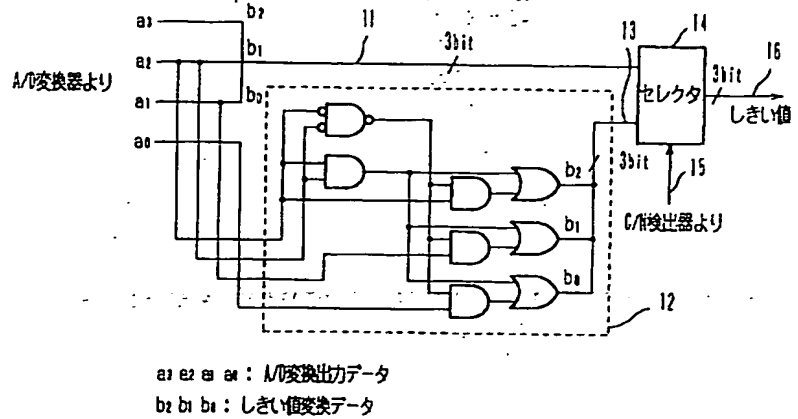 a3
b2
11
3bit
13
14
a2
b1
A/D変換器より
a1
b0
セレクタ
3bit
16
しきい値
a0
b2
3bit
15
C/N検出器より
b1
b0
12
a3 a2 a1 a0 : A/D変換出力データ
b2 b1 b0 : しきい値変換データ